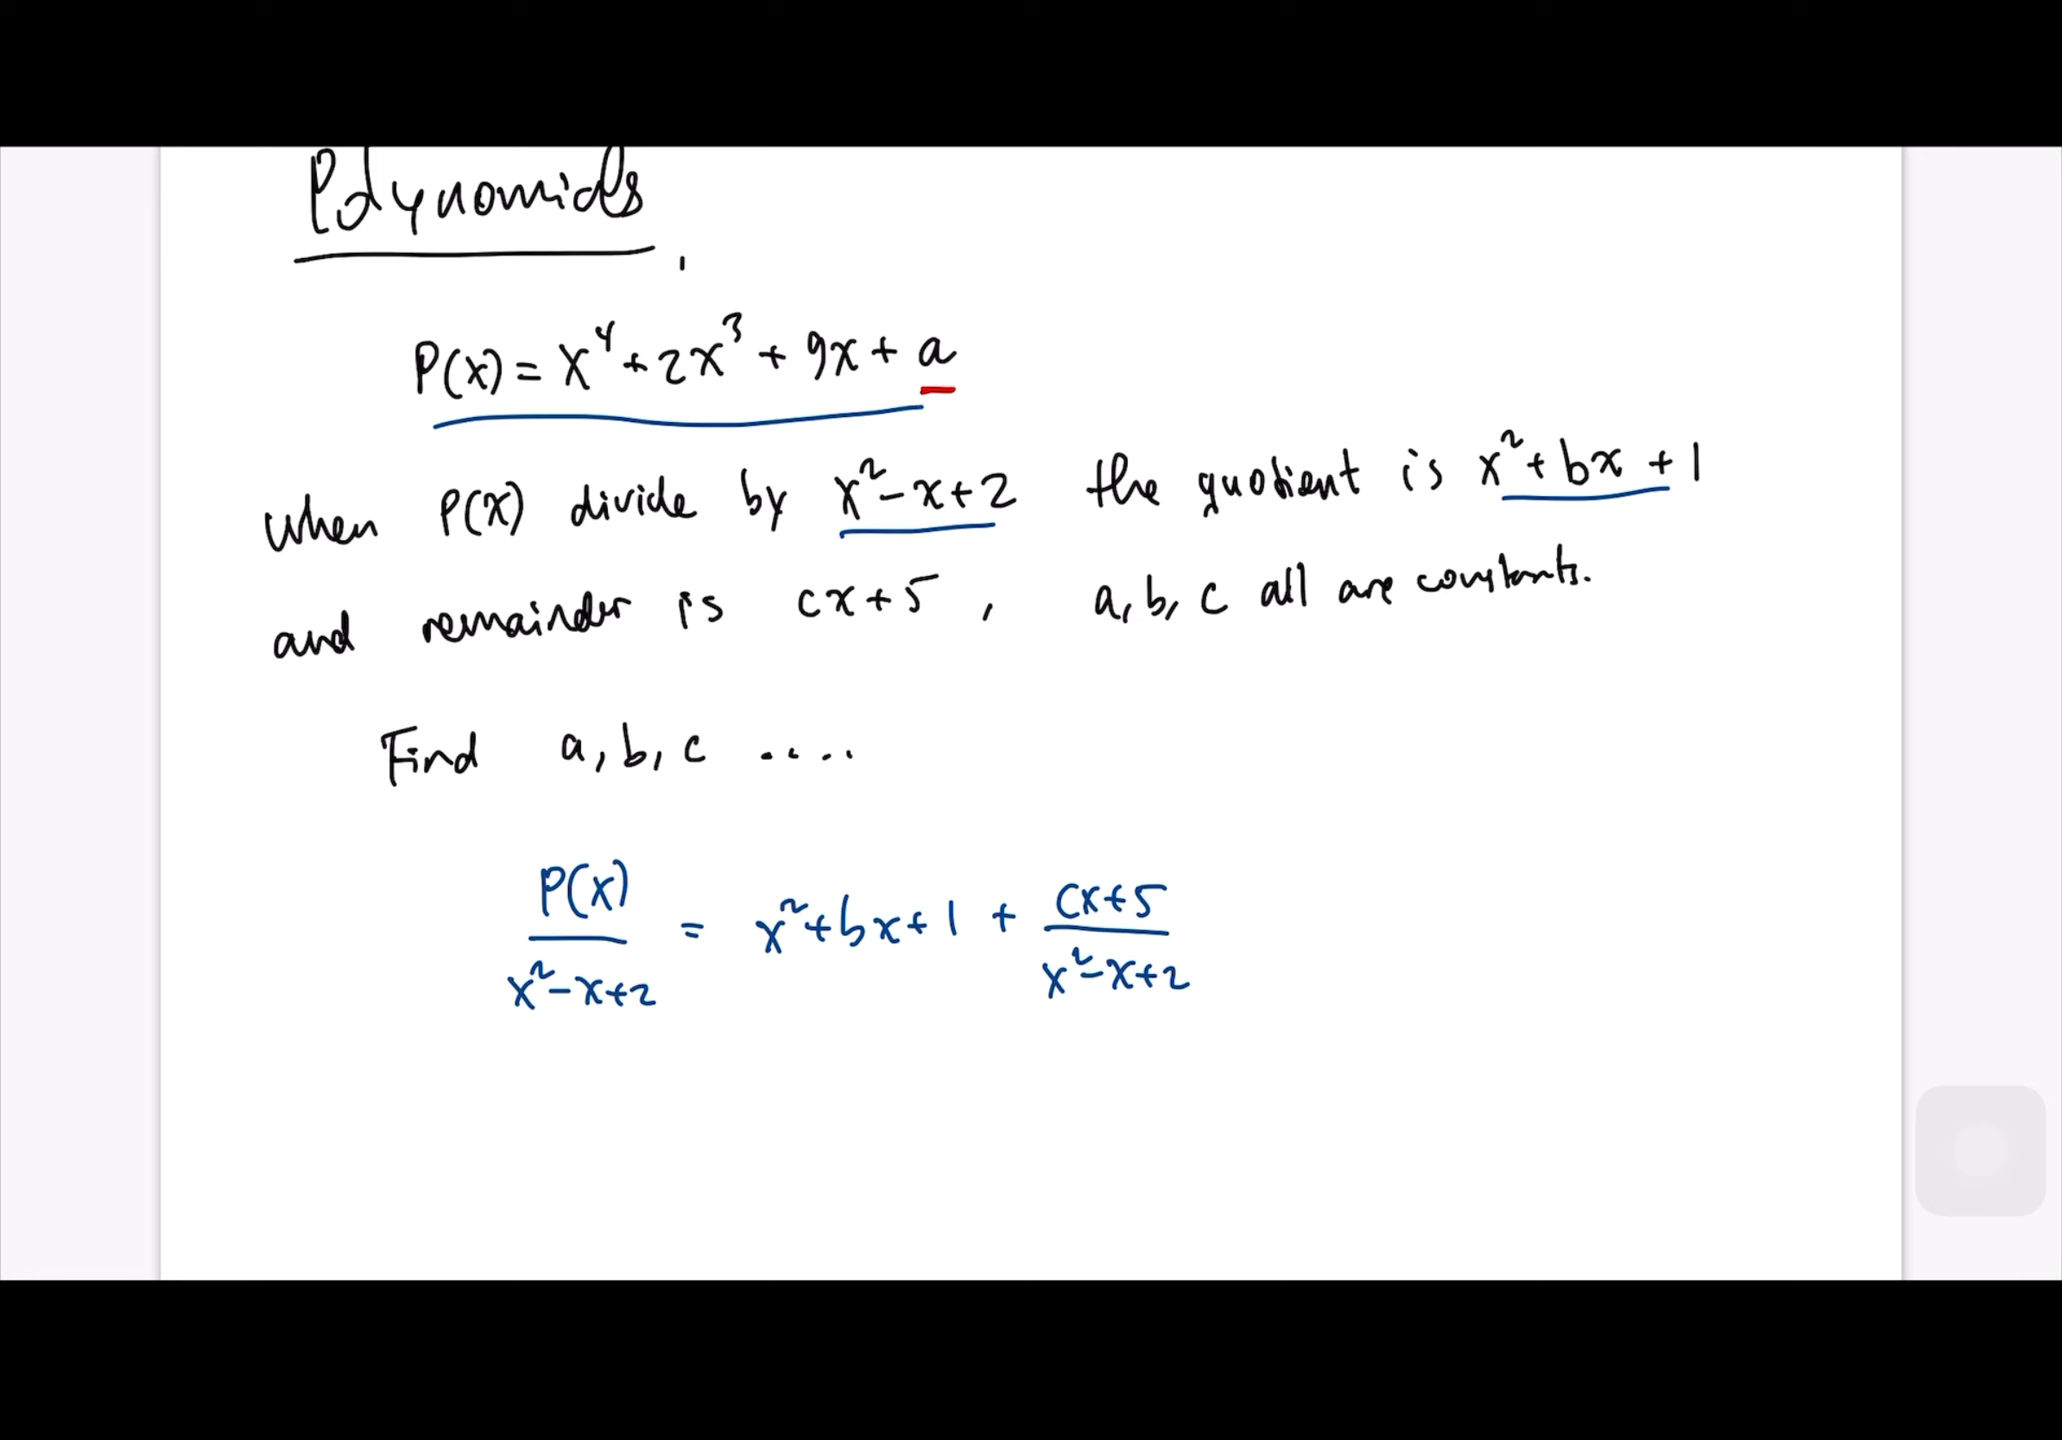 Polynomials
P(x) = x⁴ + 2x³ + 9x + a
when P(x) divide by x² - x + 2 the quotient is x² + bx + 1
and remainder is cx + 5 , a, b, c all are constants.
Find a, b, c ....
P(x)/(x² - x + 2) = x² + bx + 1 + (cx + 5)/(x² - x + 2)